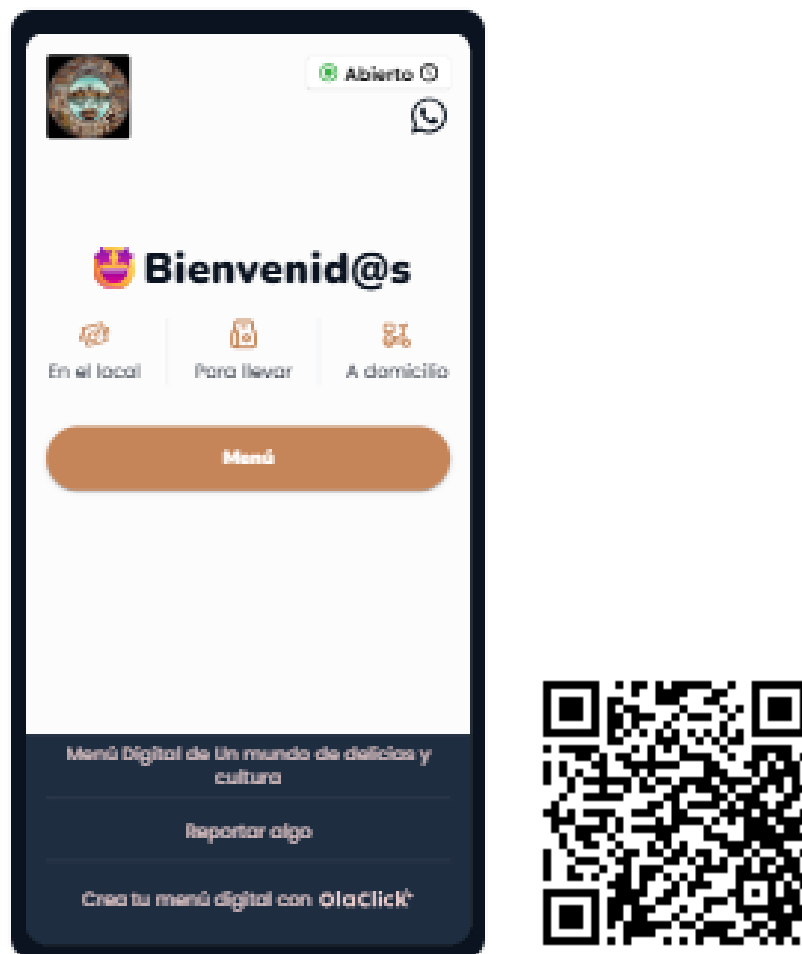 Abierto
Bienvenid@s
En el local
Para llevar
A domicilio
Menú
Menú Digital de Un mundo de delicias y
cultura
Reportar algo
Crea tu menú digital con OlaClick